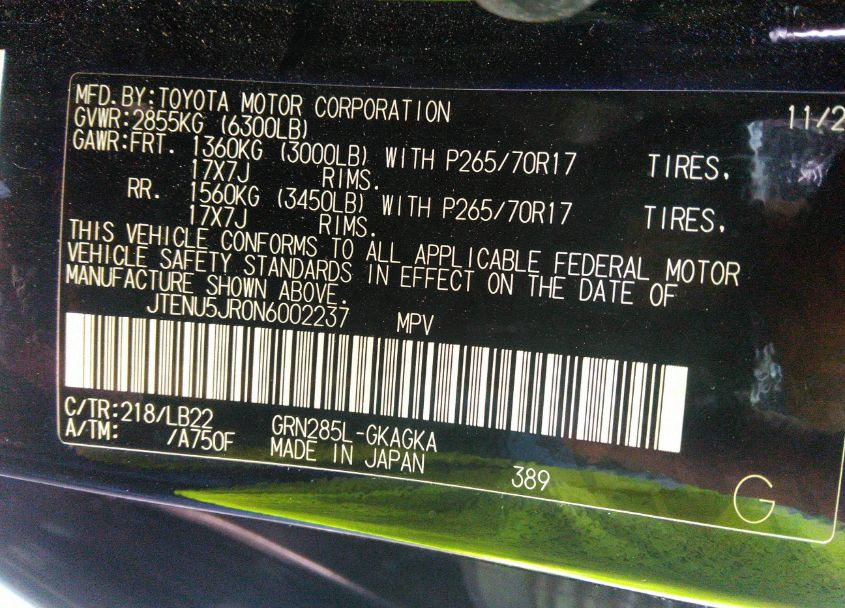 MFD.BY:TOYOTA MOTOR CORPORATION 11/2
GVWR:2855KG (6300LB)
GAWR:FRT. 1360KG (3000LB) WITH P265/70R17 TIRES,
17X7J RIMS.
RR. 1560KG (3450LB) WITH P265/70R17 TIRES,
17X7J RIMS.
THIS VEHICLE CONFORMS TO ALL APPLICABLE FEDERAL MOTOR
VEHICLE SAFETY STANDARDS IN EFFECT ON THE DATE OF
MANUFACTURE SHOWN ABOVE.
JTENU5JR0N6002237 MPV
C/TR:218/LB22 GRN285L-GKAGKA
A/TM: /A750F MADE IN JAPAN 389 G